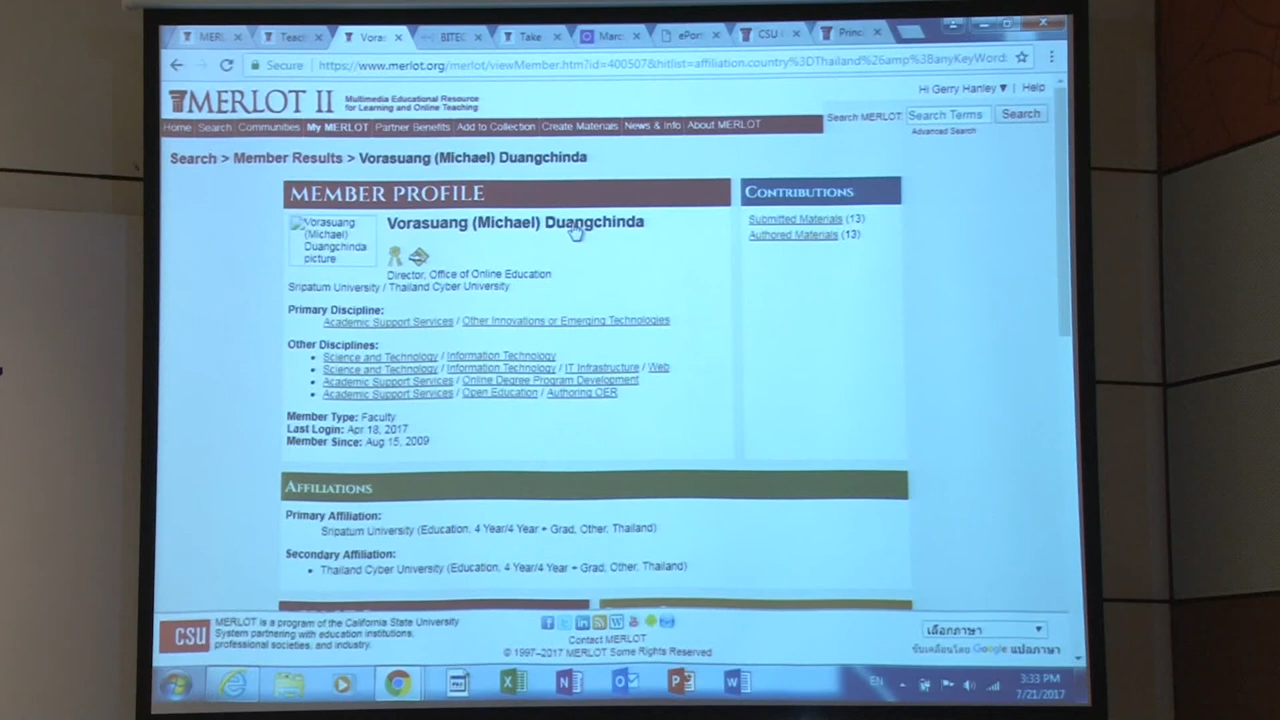 MERL
Teac
Vora
BITEC
Take
Marc
ePor
CSU
Princ
Secure
https://www.merlot.org/merlot/viewMember.htm?id=400507&hitlist=affiliation.country%3DThailand%26amp%3BanyKeyWord
MERLOT II
Multimedia Educational Resource
for Learning and Online Teaching
Hi Gerry Hanley ▼ | Help
Search MERLOT: Search Terms Search
Advanced Search
Home Search Communities My MERLOT Partner Benefits Add to Collection Create Materials News & Info About MERLOT
Search > Member Results > Vorasuang (Michael) Duangchinda
MEMBER PROFILE
Vorasuang
(Michael)
Duangchinda
picture
Vorasuang (Michael) Duangchinda
Director, Office of Online Education
Sripatum University / Thailand Cyber University
Primary Discipline:
Academic Support Services / Other Innovations or Emerging Technologies
Other Disciplines:
• Science and Technology / Information Technology
• Science and Technology / Information Technology / IT Infrastructure / Web
• Academic Support Services / Online Degree Program Development
• Academic Support Services / Open Education / Authoring OER
Member Type: Faculty
Last Login: Apr 18, 2017
Member Since: Aug 15, 2009
CONTRIBUTIONS
Submitted Materials (13)
Authored Materials (13)
AFFILIATIONS
Primary Affiliation:
Sripatum University (Education, 4 Year/4 Year + Grad, Other, Thailand)
Secondary Affiliation:
• Thailand Cyber University (Education, 4 Year/4 Year + Grad, Other, Thailand)
CSU
MERLOT is a program of the California State University
System partnering with education institutions,
professional societies, and industry.
Contact MERLOT
© 1997–2017 MERLOT Some Rights Reserved
เลือกภาษา
ขับเคลื่อนโดย Google แปลภาษา
EN
3:33 PM
7/21/2017